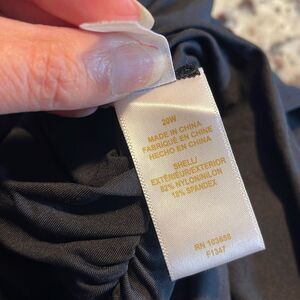 20W
MADE IN CHINA
FABRIQUÉ EN CHINE
HECHO EN CHINA
SHELL/
EXTÉRIEUR/EXTERIOR
82% NYLON/NILON
18% SPANDEX
RN 103656
F1347